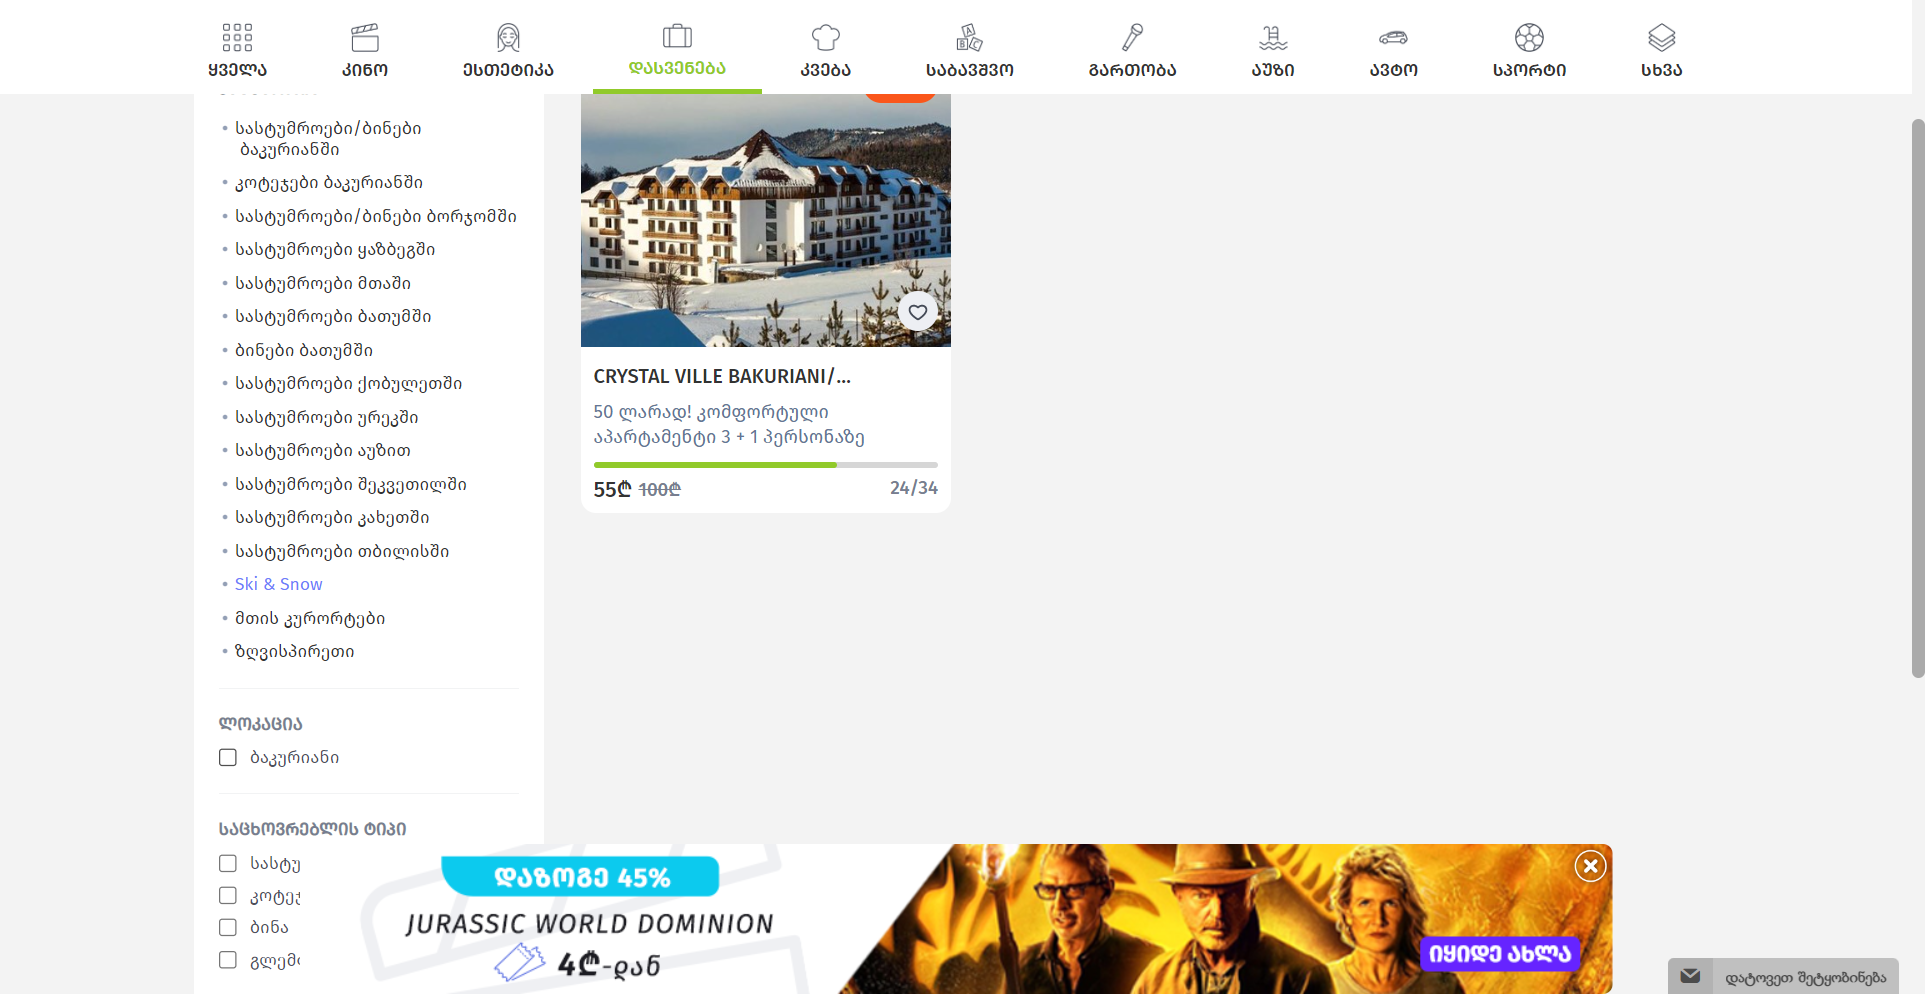 ყველა
კინო
ესთეტიკა
დასვენება
კვება
საბავშვო
გართობა
აუზი
ავტო
სპორტი
სხვა
სასტუმროები/ბინები
ბაკურიანში
კოტეჯები ბაკურიანში
სასტუმროები/ბინები ბორჯომში
სასტუმროები ყაზბეგში
სასტუმროები მთაში
სასტუმროები ბათუმში
ბინები ბათუმში
სასტუმროები ქობულეთში
სასტუმროები ურეკში
სასტუმროები აუზით
სასტუმროები შეკვეთილში
სასტუმროები კახეთში
სასტუმროები თბილისში
Ski & Snow
მთის კურორტები
ზღვისპირეთი
ლოკაცია
ბაკურიანი
საცხოვრებლის ტიპი
სასტუ
კოტეჯ
ბინა
გლემ
CRYSTAL VILLE BAKURIANI/...
50 ლარად! კომფორტული
აპარტამენტი 3 + 1 პერსონაზე
55₾ 100₾ 24/34
დაზოგე 45%
JURASSIC WORLD DOMINION
4₾-დან
იყიდე ახლა
დატოვეთ შეტყობინება